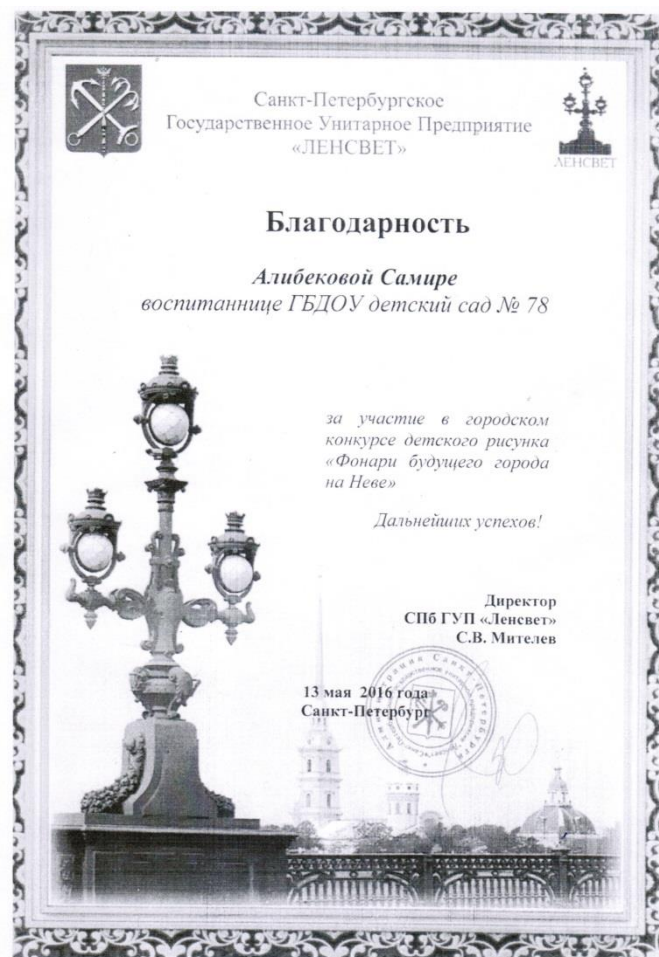 Санкт-Петербургское
Государственное Унитарное Предприятие
«ЛЕНСВЕТ»
ЛЕНСВЕТ
Благодарность
Алибековой Самире
воспитаннице ГБДОУ детский сад № 78
за участие в городском
конкурсе детского рисунка
«Фонари будущего города
на Неве»
Дальнейших успехов!
Директор
СПб ГУП «Ленсвет»
С.В. Мителев
13 мая 2016 года
Санкт-Петербург